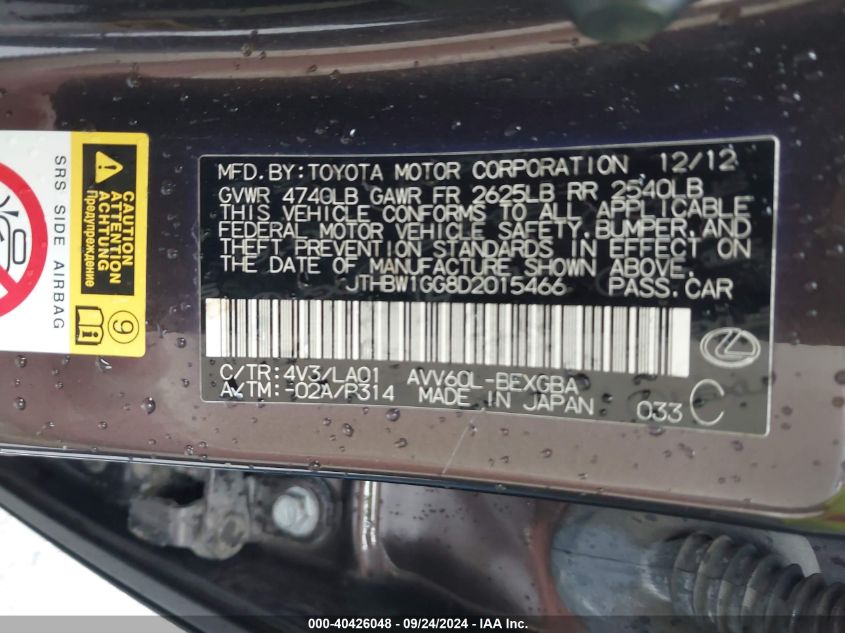 MFD.BY:TOYOTA MOTOR CORPORATION 12/12
GVWR 4740LB GAWR FR 2625LB RR 2540LB
THIS VEHICLE CONFORMS TO ALL APPLICABLE
FEDERAL MOTOR VEHICLE SAFETY,BUMPER,AND
THEFT PREVENTION STANDARDS IN EFFECT ON
THE DATE OF MANUFACTURE SHOWN ABOVE.
JTHBW1GG8D2015466 PASS.CAR
C/TR:4V3/LA01 AVV60L-BEXGBA
A/TM:-02A/P314 MADE IN JAPAN 033 C
SRS SIDE AIRBAG
CAUTION
ATTENTION
ACHTUNG
Предупреждение
9
000-40426048 - 09/24/2024 - IAA Inc.